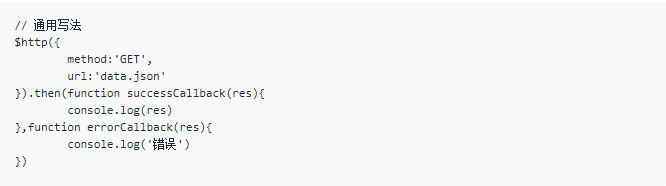 // 通用写法
$http({
        method:'GET',
        url:'data.json'
}).then(function successCallback(res){
        console.log(res)
},function errorCallback(res){
        console.log('错误')
})